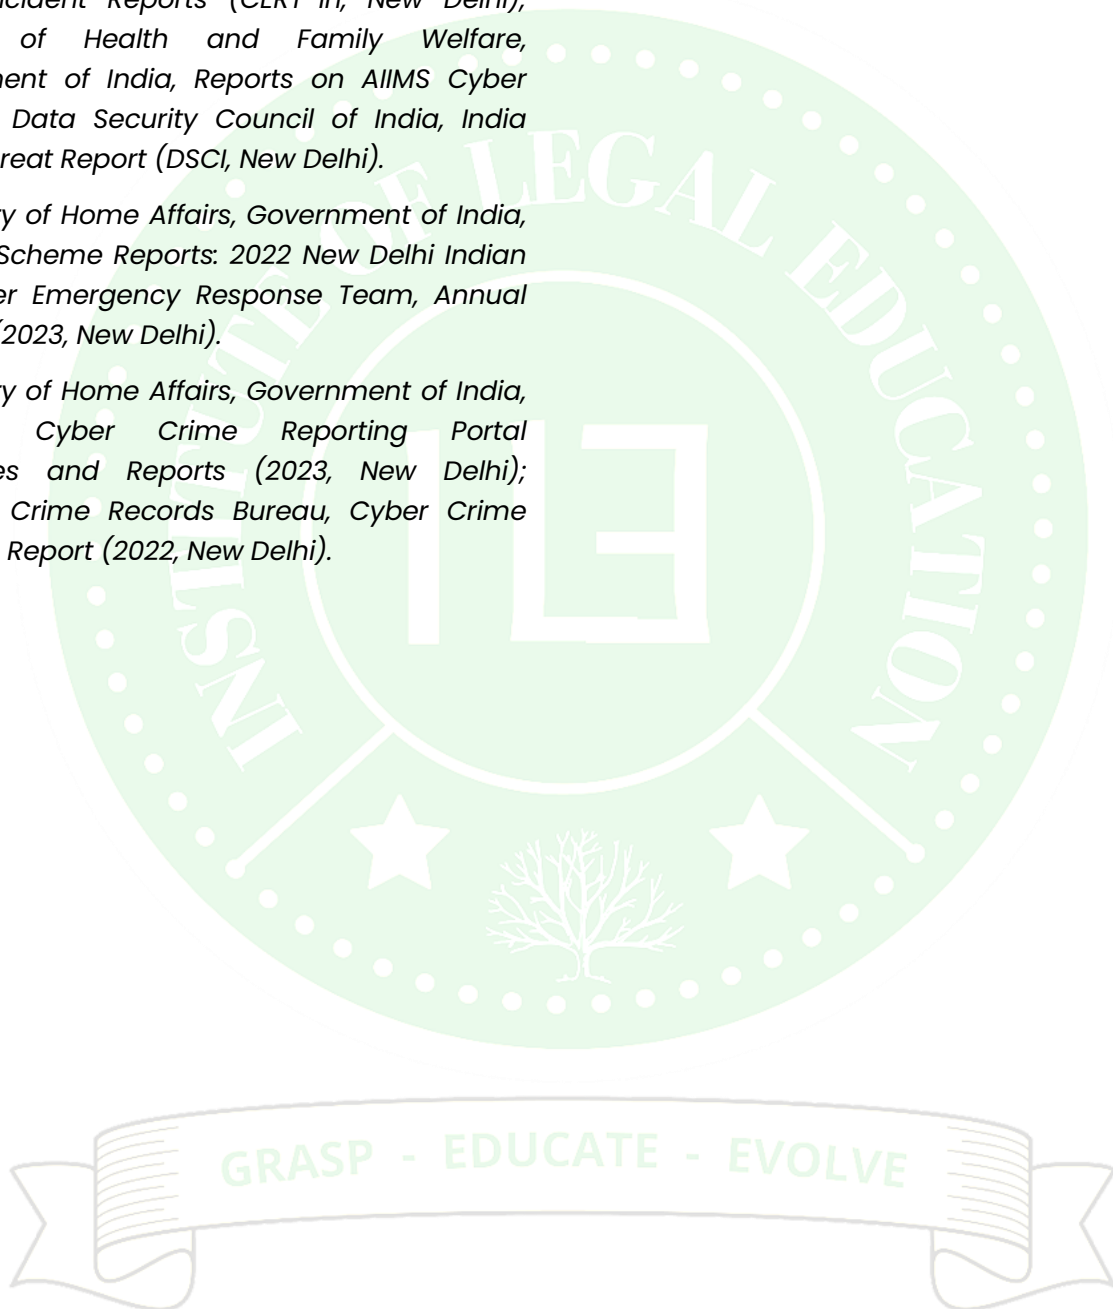 cident Reports (CERT-In, New Delhi);
of Health and Family Welfare,
ent of India, Reports on AIIMS Cyber
Data Security Council of India, India
reat Report (DSCI, New Delhi).
y of Home Affairs, Government of India,
Scheme Reports: 2022 New Delhi Indian
er Emergency Response Team, Annual
(2023, New Delhi).
y of Home Affairs, Government of India,
Cyber Crime Reporting Portal
es and Reports (2023, New Delhi);
Crime Records Bureau, Cyber Crime
Report (2022, New Delhi).
INSTITUTE OF LEGAL EDUCATION
ILE
GRASP - EDUCATE - EVOLVE